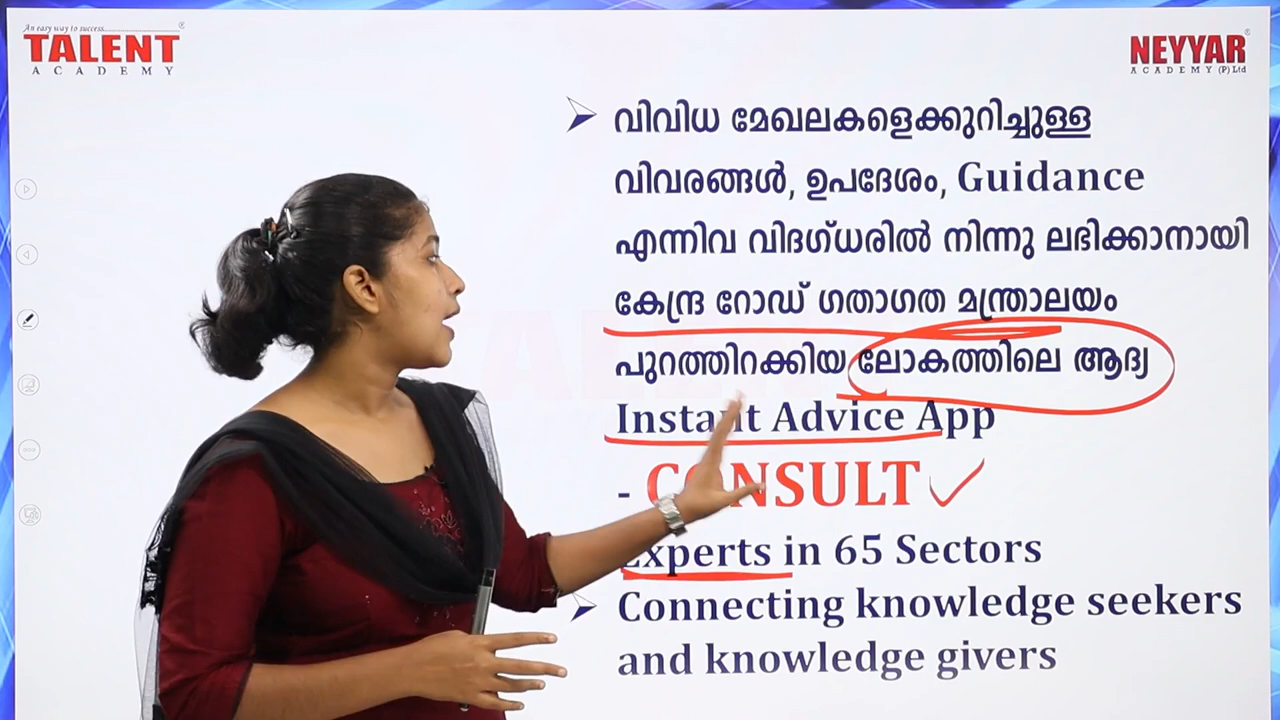 An easy way to success
TALENT
ACADEMY
NEYYAR
ACADEMY (P) Ltd
വിവിധ മേഖലകളെക്കുറിച്ചുള്ള
വിവരങ്ങൾ, ഉപദേശം, Guidance
എന്നിവ വിദഗ്ധരിൽ നിന്നു ലഭിക്കാനായി
കേന്ദ്ര റോഡ് ഗതാഗത മന്ത്രാലയം
പുറത്തിറക്കിയ ലോകത്തിലെ ആദ്യ
Instant Advice App
- CONSULT
Experts in 65 Sectors
Connecting knowledge seekers
and knowledge givers